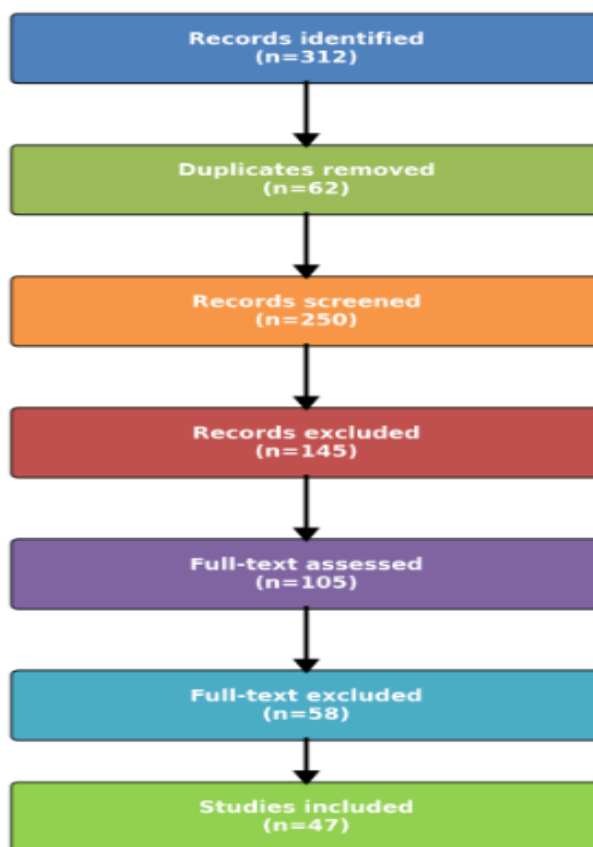 Records identified
(n=312)
Duplicates removed
(n=62)
Records screened
(n=250)
Records excluded
(n=145)
Full-text assessed
(n=105)
Full-text excluded
(n=58)
Studies included
(n=47)